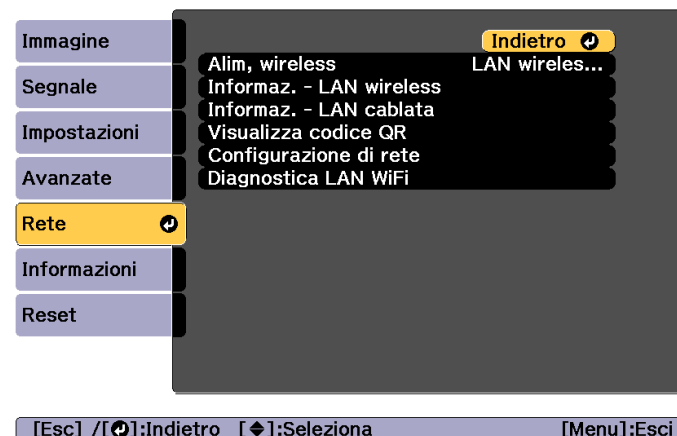 Immagine
Segnale
Impostazioni
Avanzate
Rete
Informazioni
Reset
Indietro
Alim, wireless LAN wireles...
Informaz. - LAN wireless
Informaz. - LAN cablata
Visualizza codice QR
Configurazione di rete
Diagnostica LAN WiFi
[Esc] /[⏎]:Indietro [◆]:Seleziona [Menu]:Esci